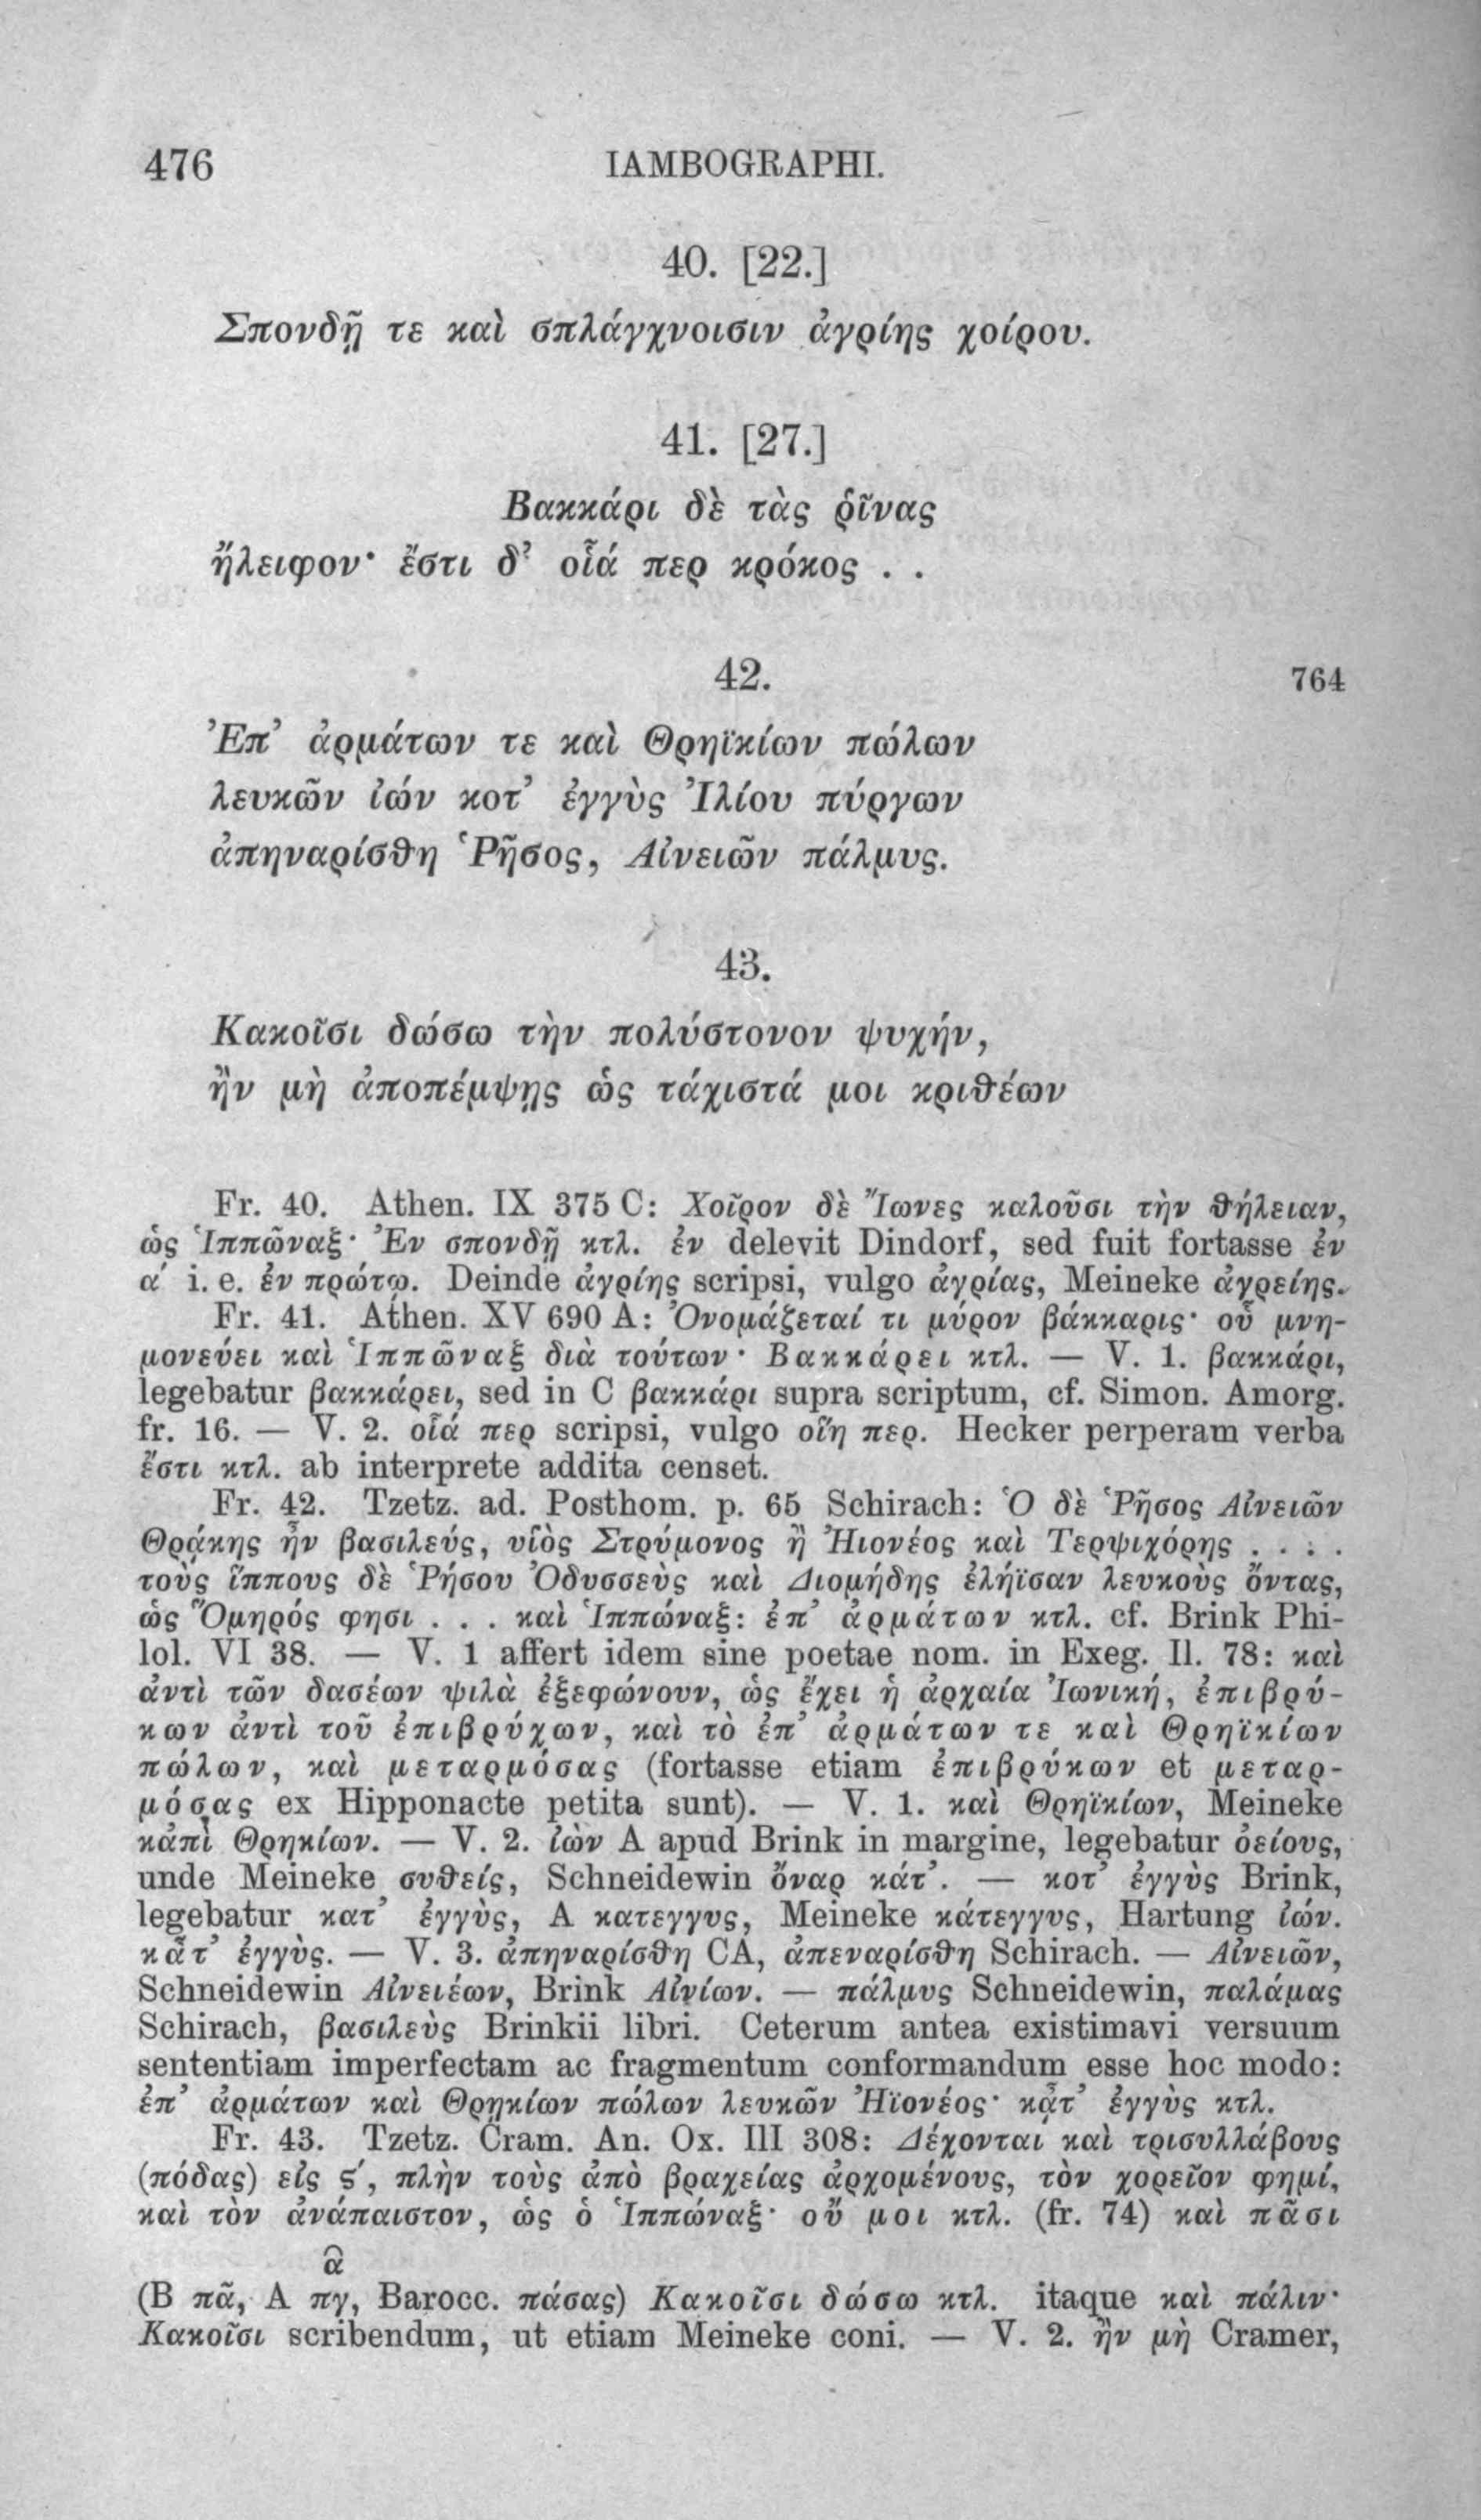 476 IAMBOGRAPHI.
40. [22.]
Σπονδῇ τε καὶ σπλάγχνοισιν ἀγρίης χοίρου.
41. [27.]
Βακκάρι δὲ τὰς ῥῖνας
ἤλειφον· ἔστι δ᾽ οἷά περ κρόκος . .
42. 764
Ἐπ᾽ ἁρμάτων τε καὶ Θρηϊκίων πώλων
λευκῶν ἰών κοτ᾽ ἐγγὺς Ἰλίου πύργων
ἀπηναρίσθη Ῥῆσος, Αἰνειῶν πάλμυς.
43.
Κακοῖσι δώσω τὴν πολύστονον ψυχήν,
ἢν μὴ ἀποπέμψῃς ὡς τάχιστά μοι κριθέων
Fr. 40. Athen. IX 375 C: Χοῖρον δὲ Ἴωνες καλοῦσι τὴν θήλειαν,
ὡς Ἱππῶναξ· Ἐν σπονδῇ κτλ. ἐν delevit Dindorf, sed fuit fortasse ἐν
α΄ i. e. ἐν πρώτῳ. Deinde ἀγρίης scripsi, vulgo ἀγρίας, Meineke ἀγρείης.
Fr. 41. Athen. XV 690 A: Ὀνομάζεταί τι μύρον βάκκαρις· οὗ μνη-
μονεύει καὶ Ἱππῶναξ διὰ τούτων· Βακκάρει κτλ. — V. 1. βακκάρι,
legebatur βακκάρει, sed in C βακκάρι supra scriptum, cf. Simon. Amorg.
fr. 16. — V. 2. οἷά περ scripsi, vulgo οἵη περ. Hecker perperam verba
ἔστι κτλ. ab interprete addita censet.
Fr. 42. Tzetz. ad. Posthom. p. 65 Schirach: Ὁ δὲ Ῥῆσος Αἰνειῶν
Θρᾴκης ἦν βασιλεύς, υἱὸς Στρύμονος ἢ Ἠιονέος καὶ Τερψιχόρης . . . .
τοὺς ἵππους δὲ Ῥήσου Ὀδυσσεὺς καὶ Διομήδης ἐλήϊσαν λευκοὺς ὄντας,
ὡς Ὅμηρός φησι . . . καὶ Ἱππώναξ: ἐπ᾽ ἁρμάτων κτλ. cf. Brink Phi-
lol. VI 38. — V. 1 affert idem sine poetae nom. in Exeg. Il. 78: καὶ
ἀντὶ τῶν δασέων ψιλὰ ἐξεφώνουν, ὡς ἔχει ἡ ἀρχαία Ἰωνική, ἐπιβρύ-
κων ἀντὶ τοῦ ἐπιβρύχων, καὶ τὸ ἐπ᾽ ἀρμάτων τε καὶ Θρηϊκίων
πώλων, καὶ μεταρμόσας (fortasse etiam ἐπιβρύκων et μεταρ-
μόσας ex Hipponacte petita sunt). — V. 1. καὶ Θρηϊκίων, Meineke
κἀπὶ Θρηκίων. — V. 2. ἰὼν A apud Brink in margine, legebatur ὀείους,
unde Meineke συθείς, Schneidewin ὄναρ κάτ᾽. — κοτ᾽ ἐγγὺς Brink,
legebatur κατ᾽ ἐγγὺς, A κατεγγυς, Meineke κάτεγγυς, Hartung ἰών.
κᾆτ᾽ ἐγγὺς. — V. 3. ἀπηναρίσθη CA, ἀπεναρίσθη Schirach. — Αἰνειῶν,
Schneidewin Αἰνειέων, Brink Αἰνίων. — πάλμυς Schneidewin, παλάμας
Schirach, βασιλεὺς Brinkii libri. Ceterum antea existimavi versuum
sententiam imperfectam ac fragmentum conformandum esse hoc modo:
ἐπ᾽ ἁρμάτων καὶ Θρηκίων πώλων λευκῶν Ἠϊονέος· κᾆτ᾽ ἐγγὺς κτλ.
Fr. 43. Tzetz. Cram. An. Ox. III 308: Δέχονται καὶ τρισυλλάβους
(πόδας) εἰς ϛ΄, πλὴν τοὺς ἀπὸ βραχείας ἀρχομένους, τὸν χορεῖον φημί,
καὶ τὸν ἀνάπαιστον, ὡς ὁ Ἱππώναξ· οὔ μοι κτλ. (fr. 74) καὶ πᾶσι
ᾶ
(B πᾶ, A πγ, Barocc. πάσας) Κακοῖσι δώσω κτλ. itaque καὶ πάλιν·
Κακοῖσι scribendum, ut etiam Meineke coni. — V. 2. ἢν μὴ Cramer,